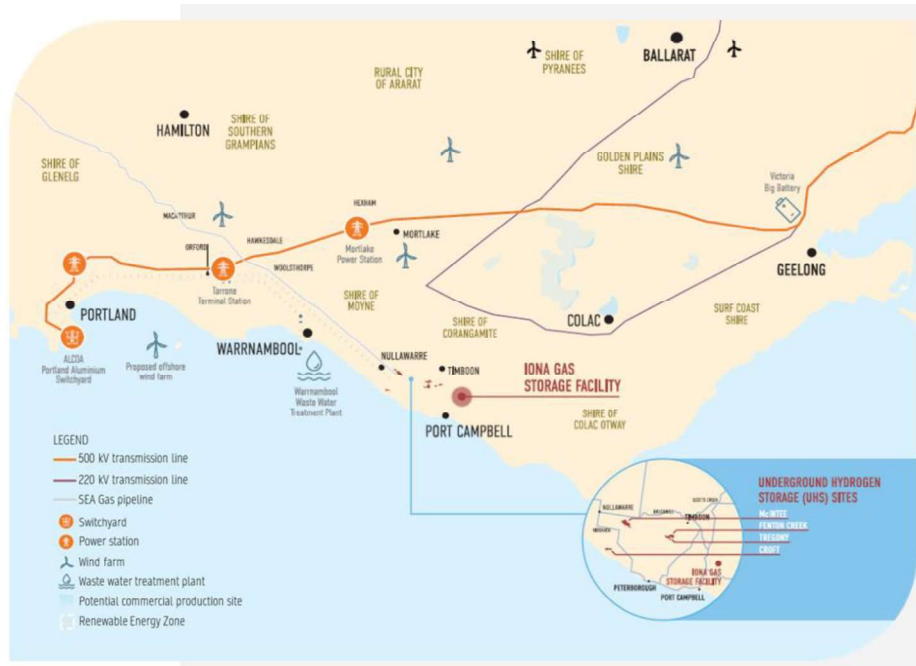 BALLARAT
SHIRE OF
PYRANEES
RURAL CITY
OF ARARAT
HAMILTON
SHIRE OF
SOUTHERN
GRAMPIANS
SHIRE OF
GLENELG
GOLDEN PLAINS
SHIRE
Victoria
Big Battery
MACARTHUR
HEXHAM
ORFORD
HAWKESDALE
MORTLAKE
Mortlake
Power Station
WOOLSTHORPE
Tarrone
Terminal Station
GEELONG
PORTLAND
SHIRE OF
MOYNE
SURF COAST
SHIRE
SHIRE OF
CORANGAMITE
COLAC
WARRNAMBOOL
ALCOA
Portland Aluminium
Switchyard
Proposed offshore
wind farm
NULLAWARRE
TIMBOON
IONA GAS
STORAGE FACILITY
Warrnambool
Waste Water
Treatment Plant
SHIRE OF
COLAC OTWAY
PORT CAMPBELL
LEGEND
500 kV transmission line
220 kV transmission line
SEA Gas pipeline
Switchyard
Power station
Wind farm
Waste water treatment plant
Potential commercial production site
Renewable Energy Zone
UNDERGROUND HYDROGEN
STORAGE (UHS) SITES
McINTEE
FENTON CREEK
TREGONY
CROFT
NULLAWARRE
TIMBOON
IONA GAS
STORAGE FACILITY
PETERBOROUGH
PORT CAMPBELL